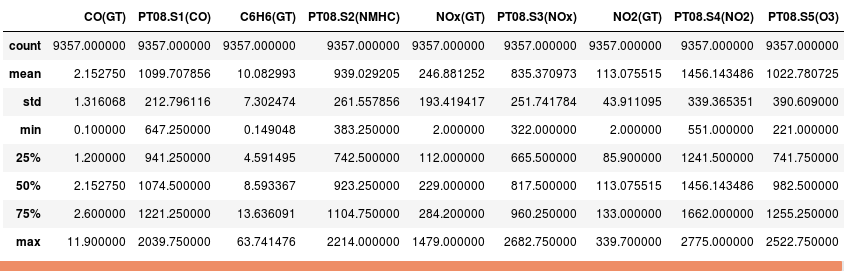 CO(GT) PT08.S1(CO) C6H6(GT) PT08.S2(NMHC) NOx(GT) PT08.S3(NOx) NO2(GT) PT08.S4(NO2) PT08.S5(O3)
count 9357.000000 9357.000000 9357.000000 9357.000000 9357.000000 9357.000000 9357.000000 9357.000000 9357.000000
mean 2.152750 1099.707856 10.082993 939.029205 246.881252 835.370973 113.075515 1456.143486 1022.780725
std 1.316068 212.796116 7.302474 261.557856 193.419417 251.741784 43.911095 339.365351 390.609000
min 0.100000 647.250000 0.149048 383.250000 2.000000 322.000000 2.000000 551.000000 221.000000
25% 1.200000 941.250000 4.591495 742.500000 112.000000 665.500000 85.900000 1241.500000 741.750000
50% 2.152750 1074.500000 8.593367 923.250000 229.000000 817.500000 113.075515 1456.143486 982.500000
75% 2.600000 1221.250000 13.636091 1104.750000 284.200000 960.250000 133.000000 1662.000000 1255.250000
max 11.900000 2039.750000 63.741476 2214.000000 1479.000000 2682.750000 339.700000 2775.000000 2522.750000